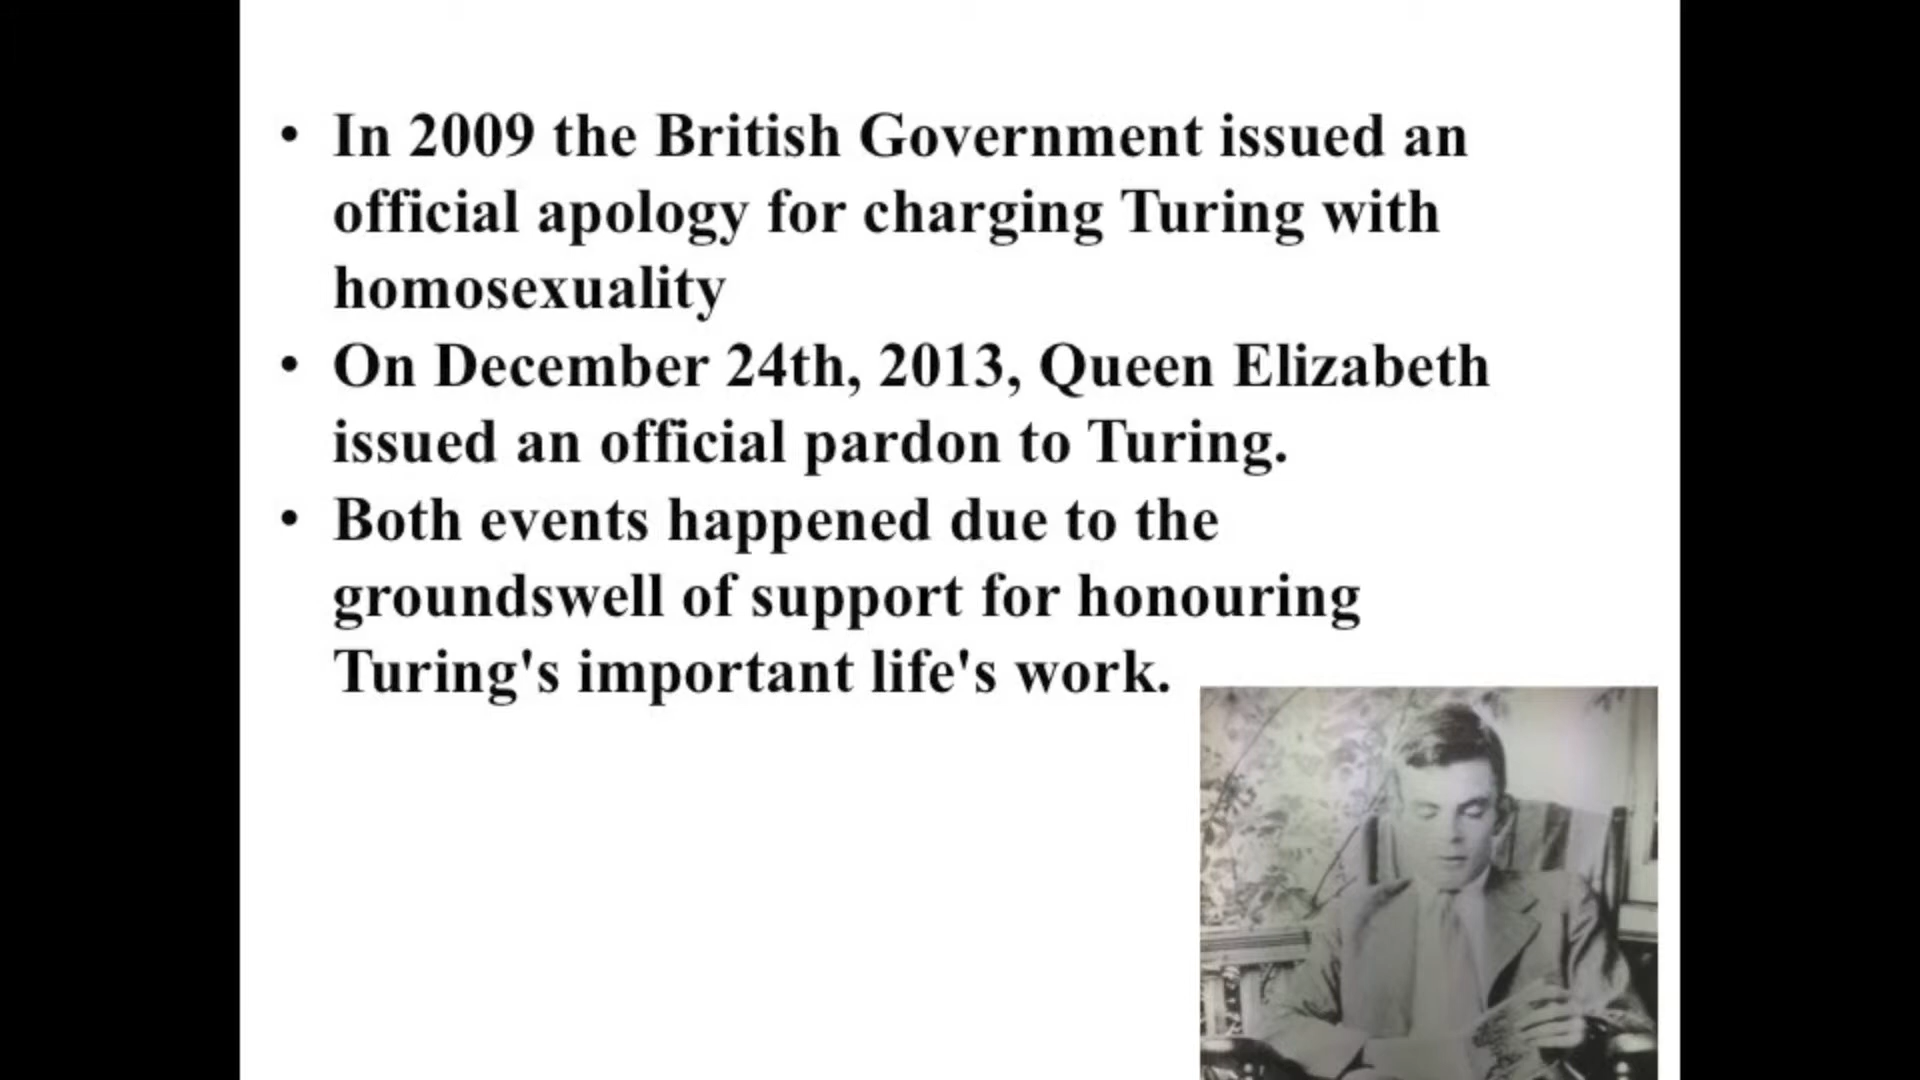 • In 2009 the British Government issued an
official apology for charging Turing with
homosexuality
• On December 24th, 2013, Queen Elizabeth
issued an official pardon to Turing.
• Both events happened due to the
groundswell of support for honouring
Turing's important life's work.